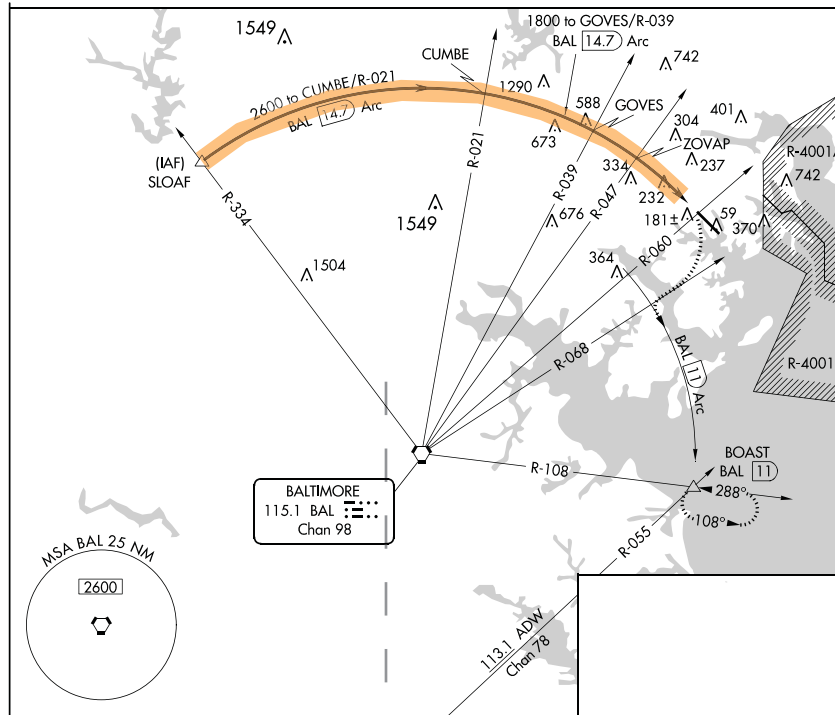 1549
1800 to GOVES/R-039
BAL 14.7 Arc
CUMBE
742
2600 to CUMBE/R-021
BAL 14.7 Arc
1290
588
GOVES
401
673
304
ZOVAP
R-4001A
(IAF)
SLOAF
R-021
R-039
334
237
742
R-334
R-047
232
1549
676
181±
59
370
R-060
1504
364
R-068
BAL 11 Arc
R-4001
BOAST
BAL 11
R-108
288°
108°
BALTIMORE
115.1 BAL
Chan 98
R-055
MSA BAL 25 NM
2600
113.1 ADW
Chan 78